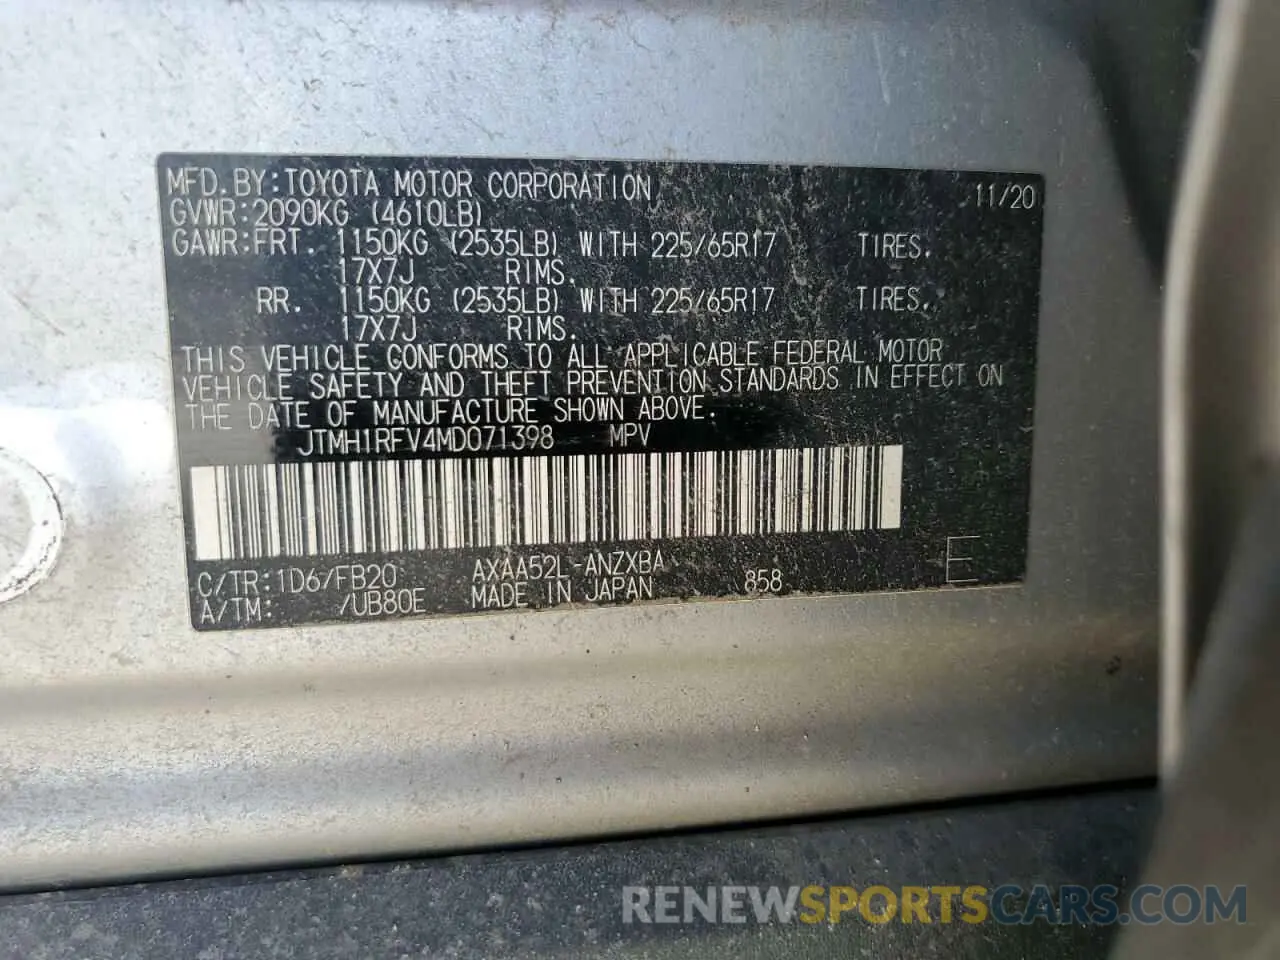 MFD.BY:TOYOTA MOTOR CORPORATION 11/20
GVWR:2090KG (4610LB)
GAWR:FRT. 1150KG (2535LB) WITH 225/65R17 TIRES.
17X7J RIMS.
RR. 1150KG (2535LB) WITH 225/65R17 TIRES.
17X7J RIMS.
THIS VEHICLE CONFORMS TO ALL APPLICABLE FEDERAL MOTOR
VEHICLE SAFETY AND THEFT PREVENTION STANDARDS IN EFFECT ON
THE DATE OF MANUFACTURE SHOWN ABOVE.
JTMH1RFV4MD071398 MPV
C/TR:1D6/FB20 AXAA52L-ANZXBA
A/TM: /UB80E MADE IN JAPAN 858 E
RENEWSPORTSCARS.COM